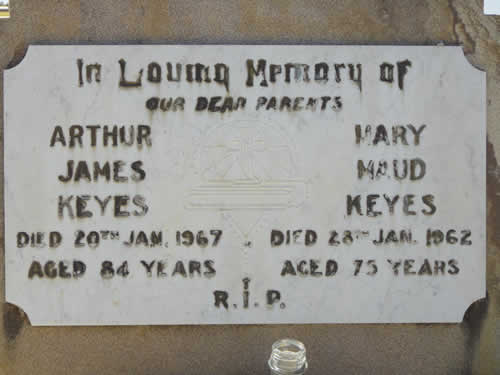 In Loving Memory of
OUR DEAR PARENTS
ARTHUR
JAMES
KEYES
DIED 20TH JAN. 1967
AGED 84 YEARS
MARY
MAUD
KEYES
DIED 28TH JAN. 1962
AGED 75 YEARS
R.I.P.